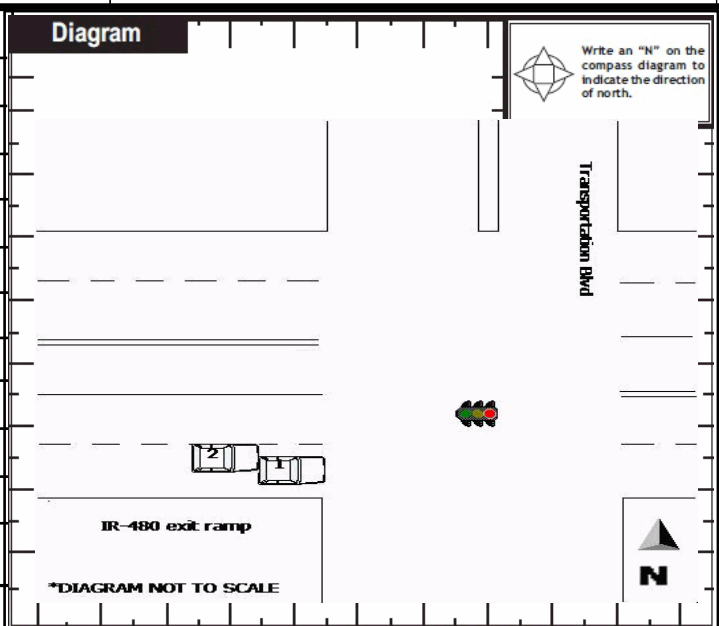 Diagram
Write an “N” on the
compass diagram to
indicate the direction
of north.
Transportation Blvd
2
1
IR-480 exit ramp
*DIAGRAM NOT TO SCALE
N